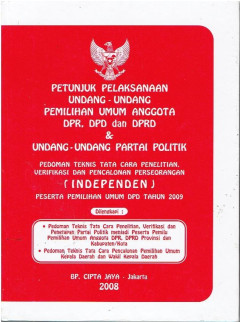 PETUNJUK PELAKSANAAN
UNDANG - UNDANG
PEMILIHAN UMUM ANGGOTA
DPR, DPD dan DPRD
&
UNDANG-UNDANG PARTAI POLITIK
PEDOMAN TEKNIS TATA CARA PENELITIAN,
VERIFIKASI DAN PENCALONAN PERSEORANGAN
( INDEPENDEN )
PESERTA PEMILIHAN UMUM DPD TAHUN 2009
Dilengkapi :
• Pedoman Teknis Tata Cara Penelitian, Verifikasi dan
Penetapan Partai Politik menjadi Peserta Pemilu
Pemilihan Umum Anggota DPR, DPRD Provinsi dan
Kabupaten/Kota
• Pedoman Teknis Tata Cara Pencalonan Pemilihan Umum
Kepala Daerah dan Wakil Kepala Daerah
BP. CIPTA JAYA - Jakarta
2008